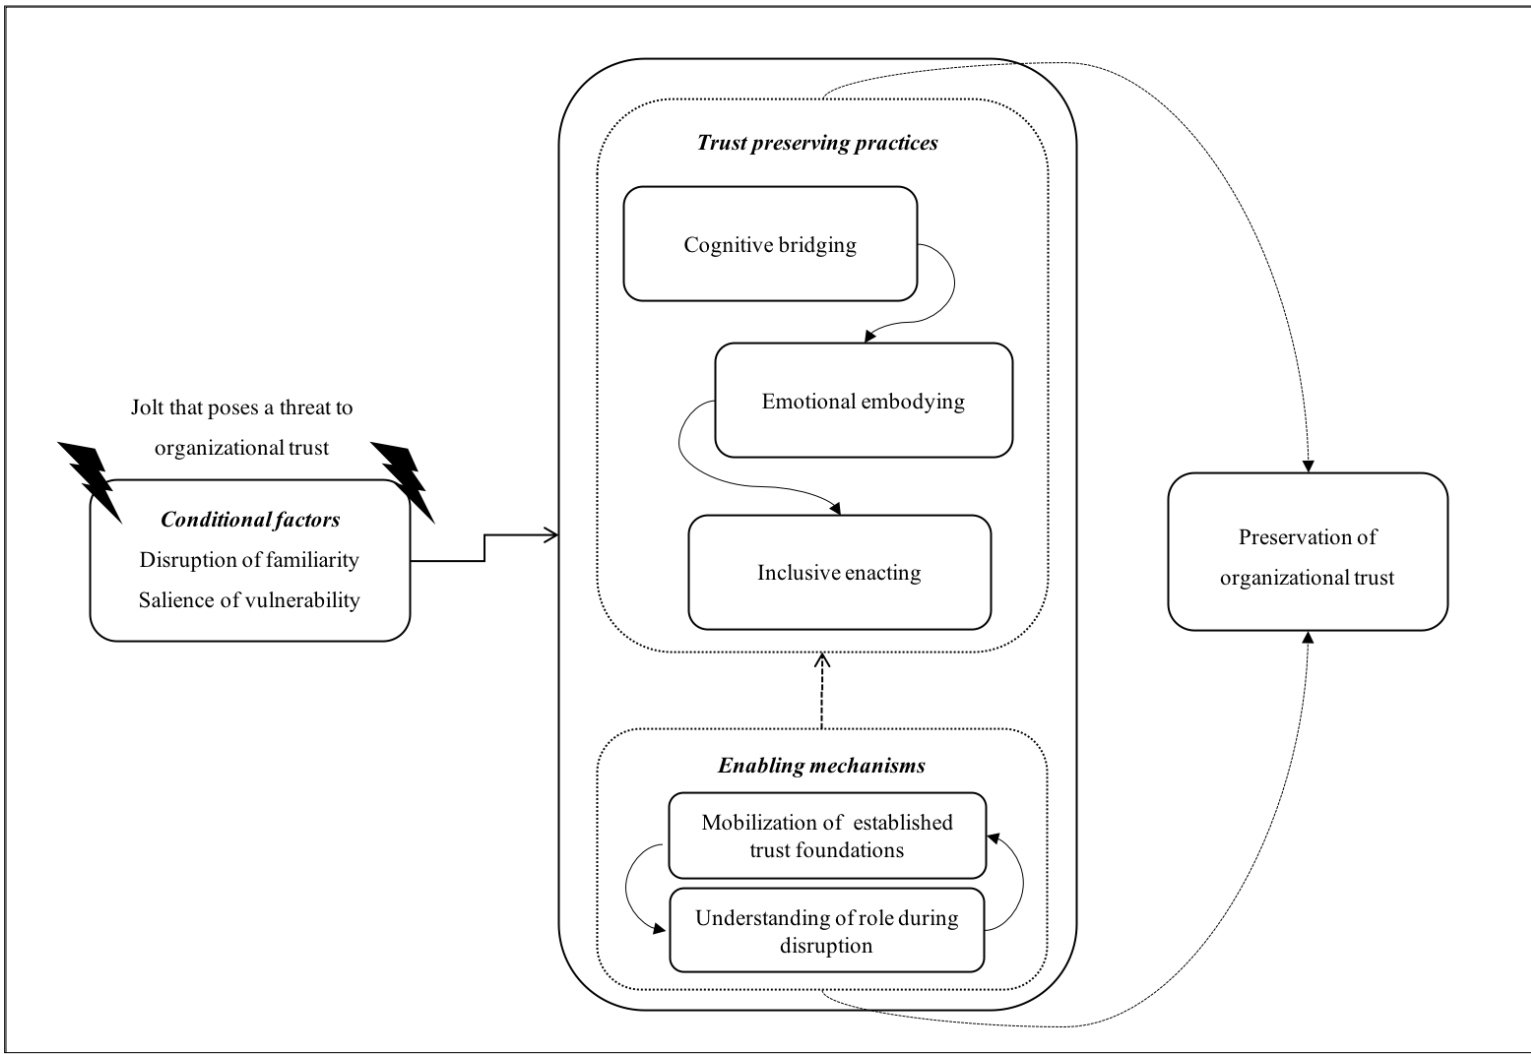 Jolt that poses a threat to
organizational trust
Conditional factors
Disruption of familiarity
Salience of vulnerability
Trust preserving practices
Cognitive bridging
Emotional embodying
Inclusive enacting
Enabling mechanisms
Mobilization of established
trust foundations
Understanding of role during
disruption
Preservation of
organizational trust